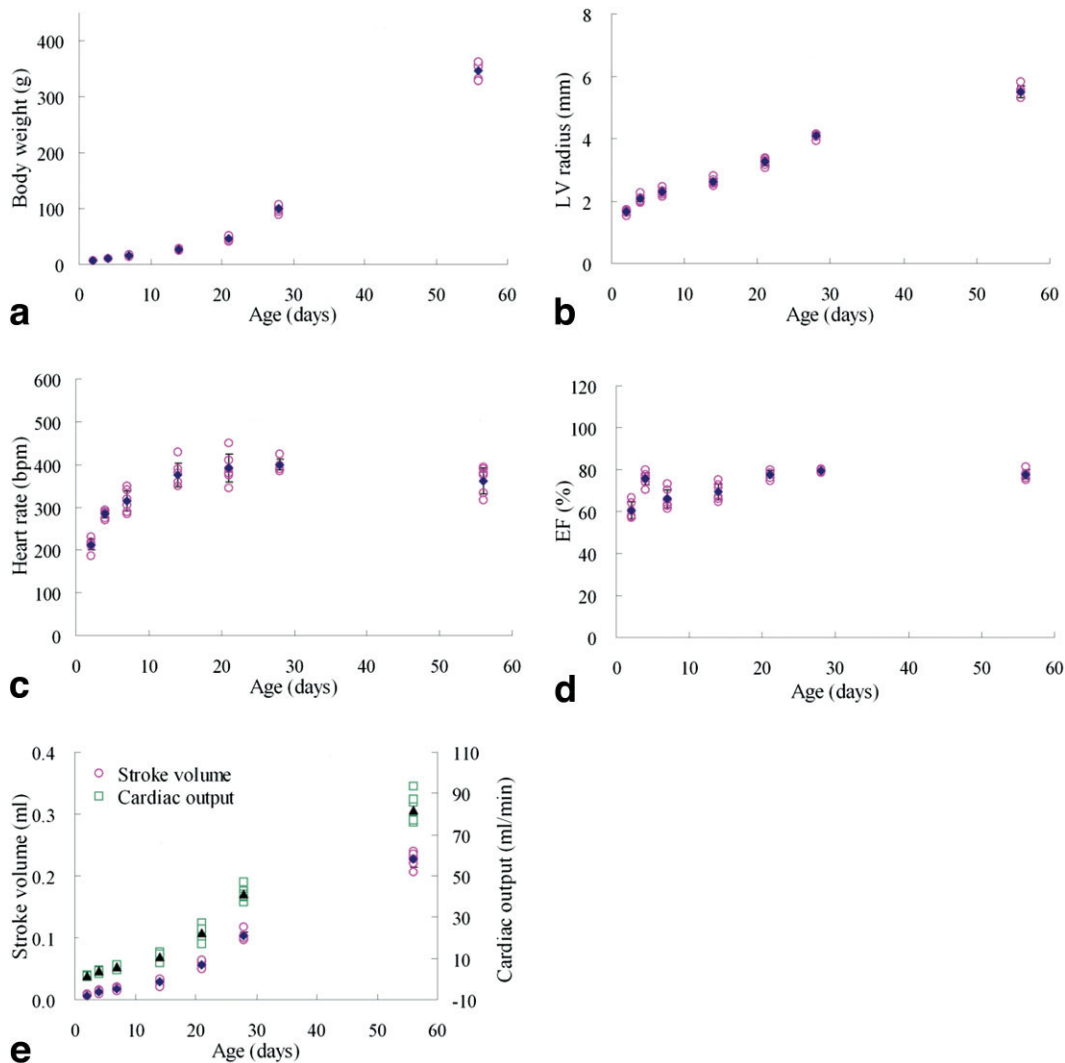 400
300
200
100
0
Body weight (g)
0 10 20 30 40 50 60
Age (days)
a
8
6
4
2
0
LV radius (mm)
0 10 20 30 40 50 60
Age (days)
b
600
500
400
300
200
100
0
Heart rate (bpm)
0 10 20 30 40 50 60
Age (days)
c
120
100
80
60
40
20
0
EF (%)
0 10 20 30 40 50 60
Age (days)
d
0.4
0.3
0.2
0.1
0.0
Stroke volume (ml)
Stroke volume
Cardiac output
110
90
70
50
30
10
-10
Cardiac output (ml/min)
0 10 20 30 40 50 60
Age (days)
e